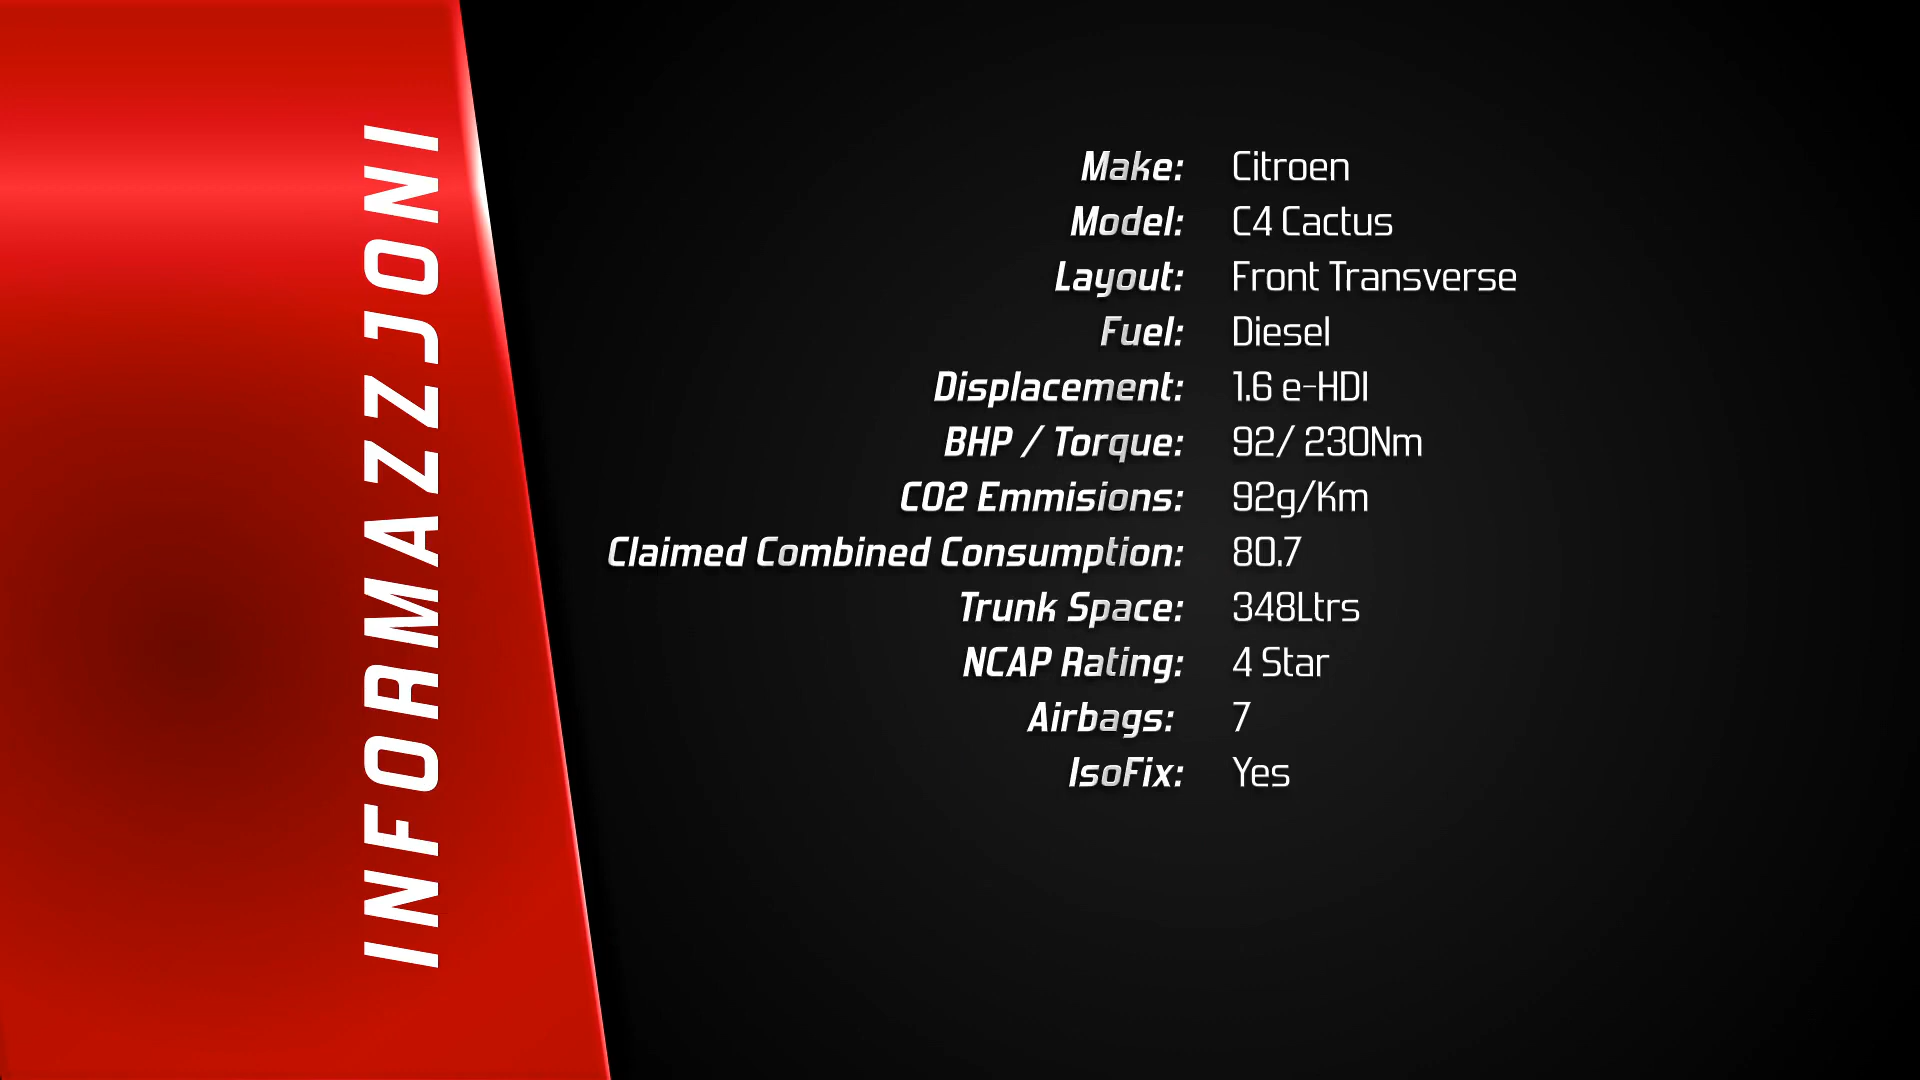 INFORMAZZJONI
Make: Citroen
Model: C4 Cactus
Layout: Front Transverse
Fuel: Diesel
Displacement: 1.6 e-HDI
BHP / Torque: 92/ 230Nm
CO2 Emmisions: 92g/Km
Claimed Combined Consumption: 80.7
Trunk Space: 348Ltrs
NCAP Rating: 4 Star
Airbags: 7
IsoFix: Yes